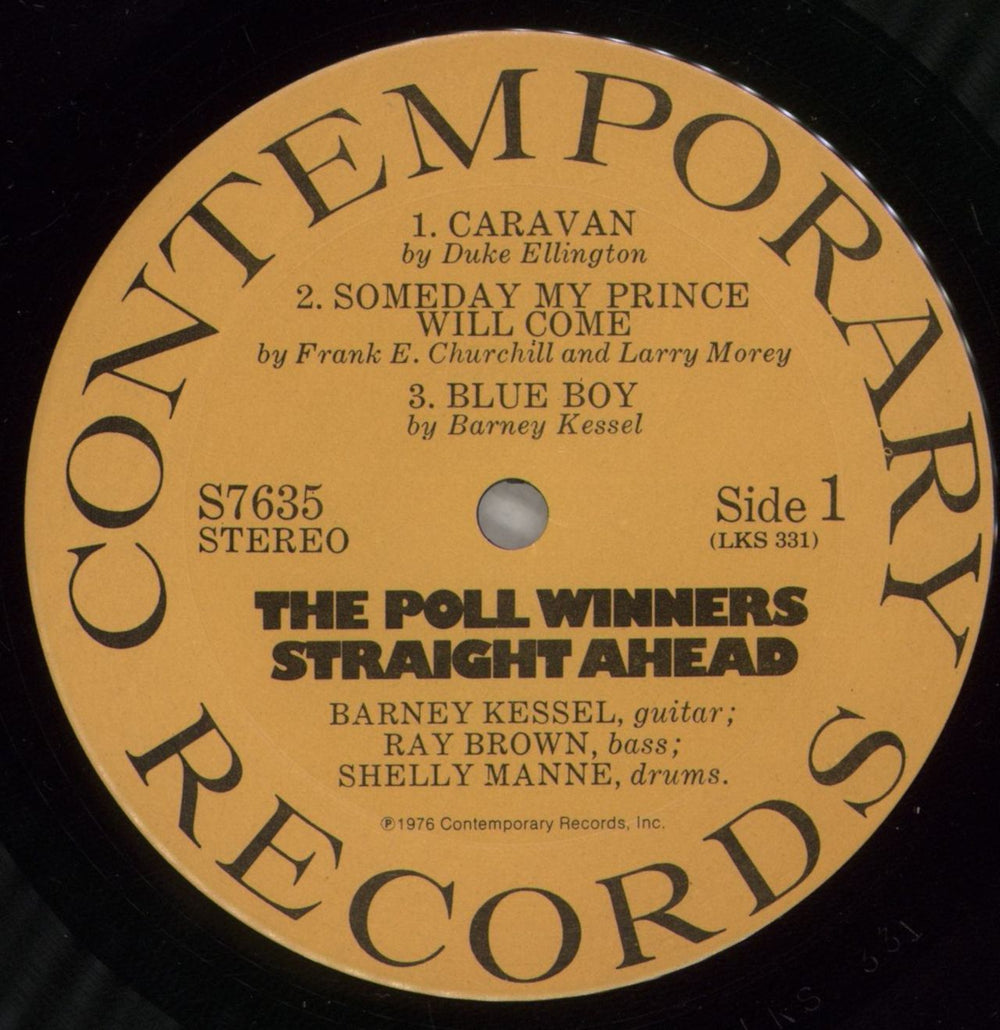 CONTEMPORARY
1. CARAVAN
by Duke Ellington
2. SOMEDAY MY PRINCE
WILL COME
by Frank E. Churchill and Larry Morey
3. BLUE BOY
by Barney Kessel
S7635
STEREO
Side 1
(LKS 331)
THE POLL WINNERS
STRAIGHT AHEAD
BARNEY KESSEL, guitar;
RAY BROWN, bass;
SHELLY MANNE, drums.
℗1976 Contemporary Records, Inc.
RECORDS
LKS 331